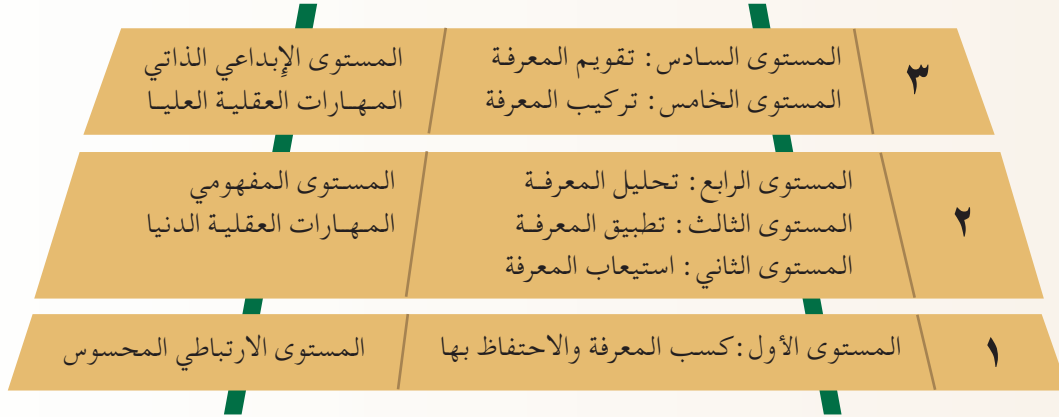 ٣
المستوى السادس: تقويم المعرفة
المستوى الخامس: تركيب المعرفة
المستوى الإبداعي الذاتي
المهارات العقلية العليا
٢
المستوى الرابع: تحليل المعرفة
المستوى الثالث: تطبيق المعرفة
المستوى الثاني: استيعاب المعرفة
المستوى المفهومي
المهارات العقلية الدنيا
١
المستوى الأول: كسب المعرفة والاحتفاظ بها
المستوى الارتباطي المحسوس